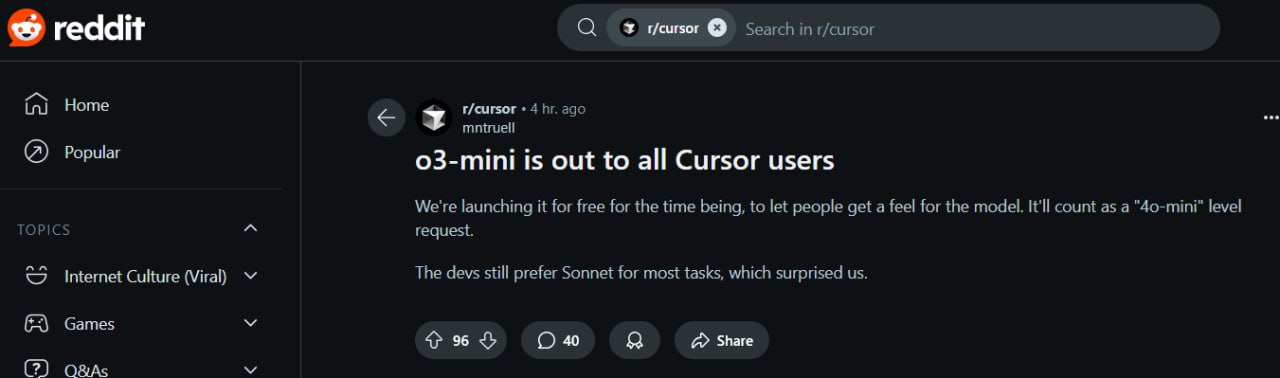 reddit
r/cursor
Search in r/cursor
Home
Popular
TOPICS
Internet Culture (Viral)
Games
Q&As
r/cursor • 4 hr. ago
mntruell
o3-mini is out to all Cursor users
We're launching it for free for the time being, to let people get a feel for the model. It'll count as a "4o-mini" level
request.
The devs still prefer Sonnet for most tasks, which surprised us.
96
40
Share